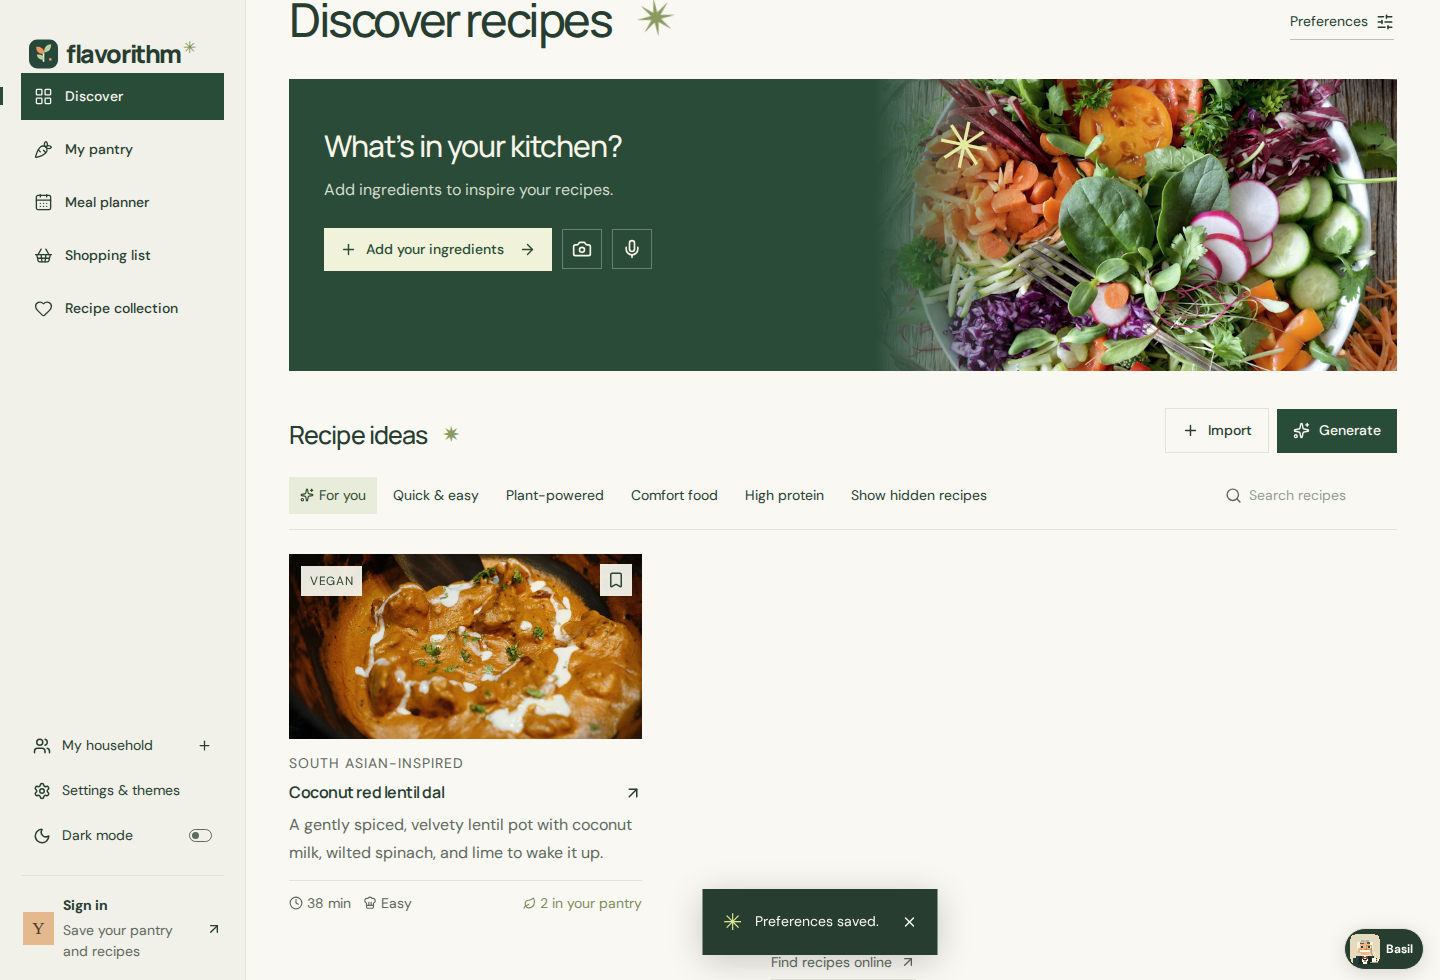 Discover recipes
Preferences
flavorithm
Discover
My pantry
Meal planner
Shopping list
Recipe collection
What's in your kitchen?
Add ingredients to inspire your recipes.
Add your ingredients
Recipe ideas
Import
Generate
For you
Quick & easy
Plant-powered
Comfort food
High protein
Show hidden recipes
Search recipes
VEGAN
SOUTH ASIAN-INSPIRED
Coconut red lentil dal
A gently spiced, velvety lentil pot with coconut
milk, wilted spinach, and lime to wake it up.
38 min
Easy
2 in your pantry
My household
Settings & themes
Dark mode
Y
Sign in
Save your pantry
and recipes
Preferences saved.
Find recipes online
Basil